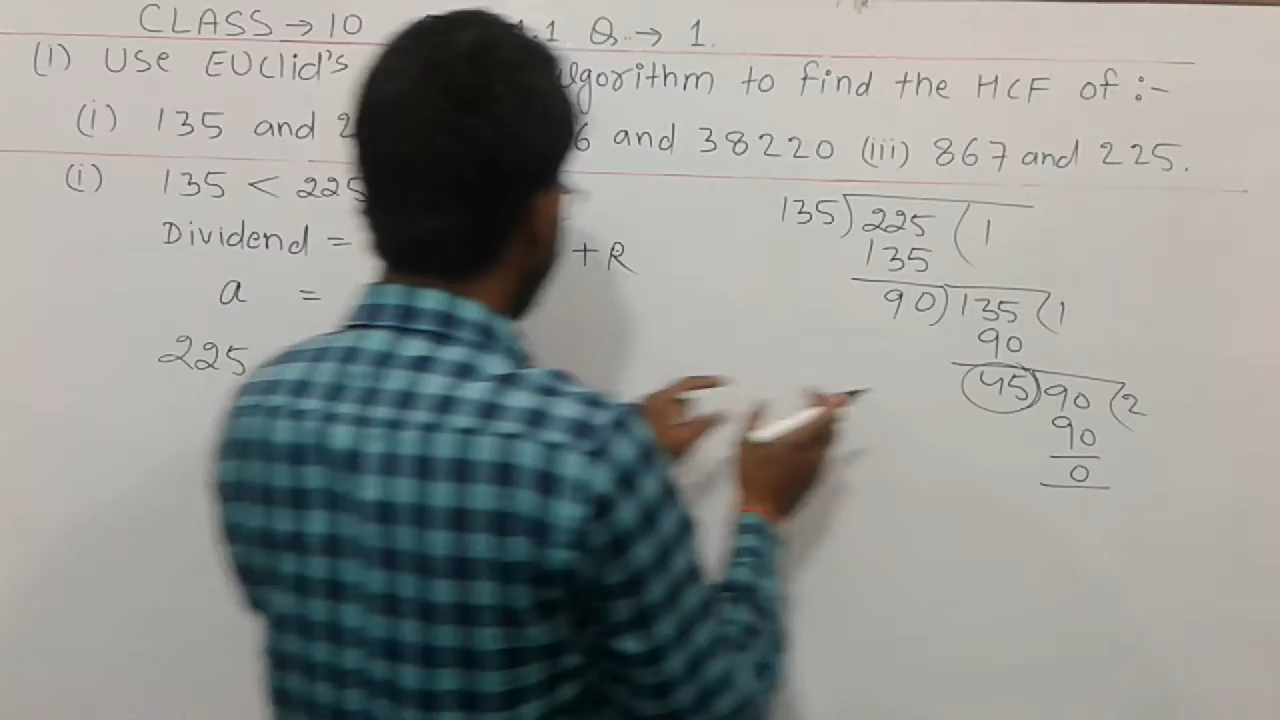 CLASS → 10 .1 Q. → 1.
(1) Use EUclid's algorithm to find the HCF of :-
(i) 135 and 2 6 and 38220 (iii) 867 and 225.
(i) 135 < 225
Dividend = + R
a =
225
135) 225 (1
135
90) 135 (1
90
45) 90 (2
90
0